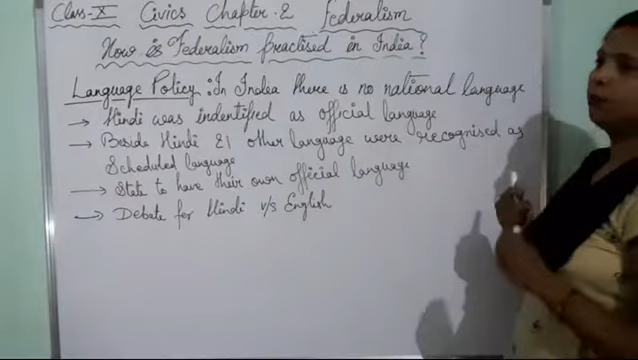 Class-X Civics Chapter-2 Federalism
How is Federalism practised in India?
Language Policy : In India there is no national language
→ Hindi was indentified as official language
→ Beside Hindi 21 other language were recognised as
Scheduled language
→ State to have their own official language
→ Debate for Hindi v/s English